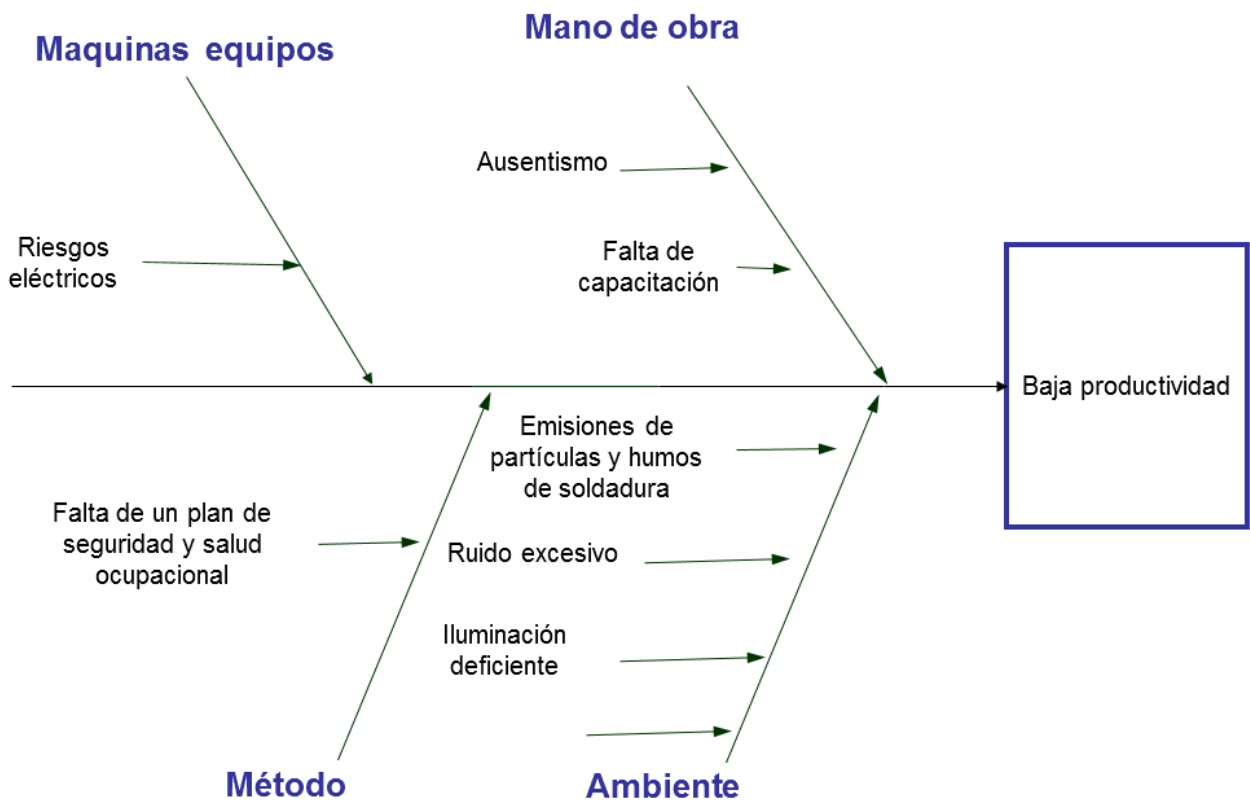 Maquinas equipos
Mano de obra
Ausentismo
Riesgos
eléctricos
Falta de
capacitación
Baja productividad
Emisiones de
partículas y humos
de soldadura
Falta de un plan de
seguridad y salud
ocupacional
Ruido excesivo
Iluminación
deficiente
Método
Ambiente